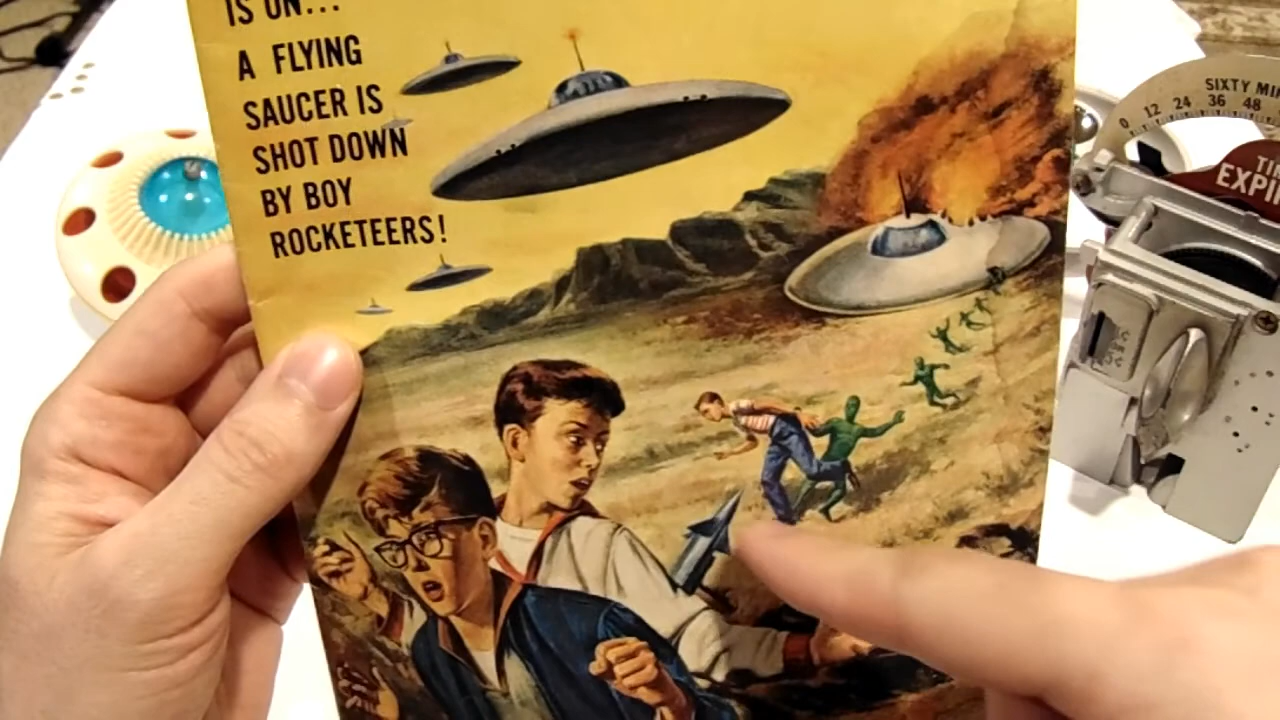 IS ON...
A FLYING
SAUCER IS
SHOT DOWN
BY BOY
ROCKETEERS!
SIXTY MI
0 12 24 36 48
EXPI